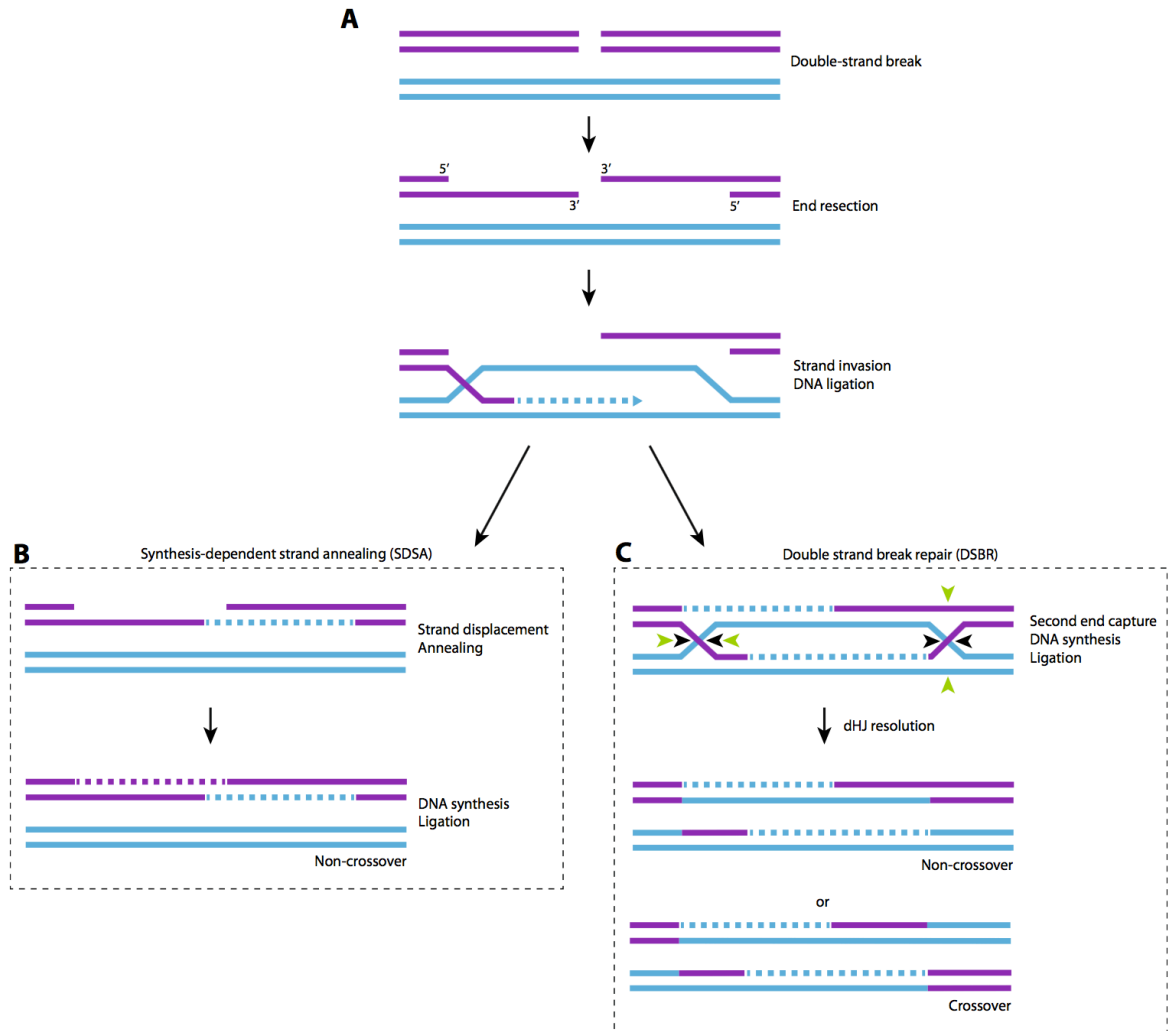 A
Double-strand break
5’
3’
3’
5’
End resection
Strand invasion
DNA ligation
B
Synthesis-dependent strand annealing (SDSA)
Strand displacement
Annealing
DNA synthesis
Ligation
Non-crossover
C
Double strand break repair (DSBR)
Second end capture
DNA synthesis
Ligation
dHJ resolution
Non-crossover
or
Crossover